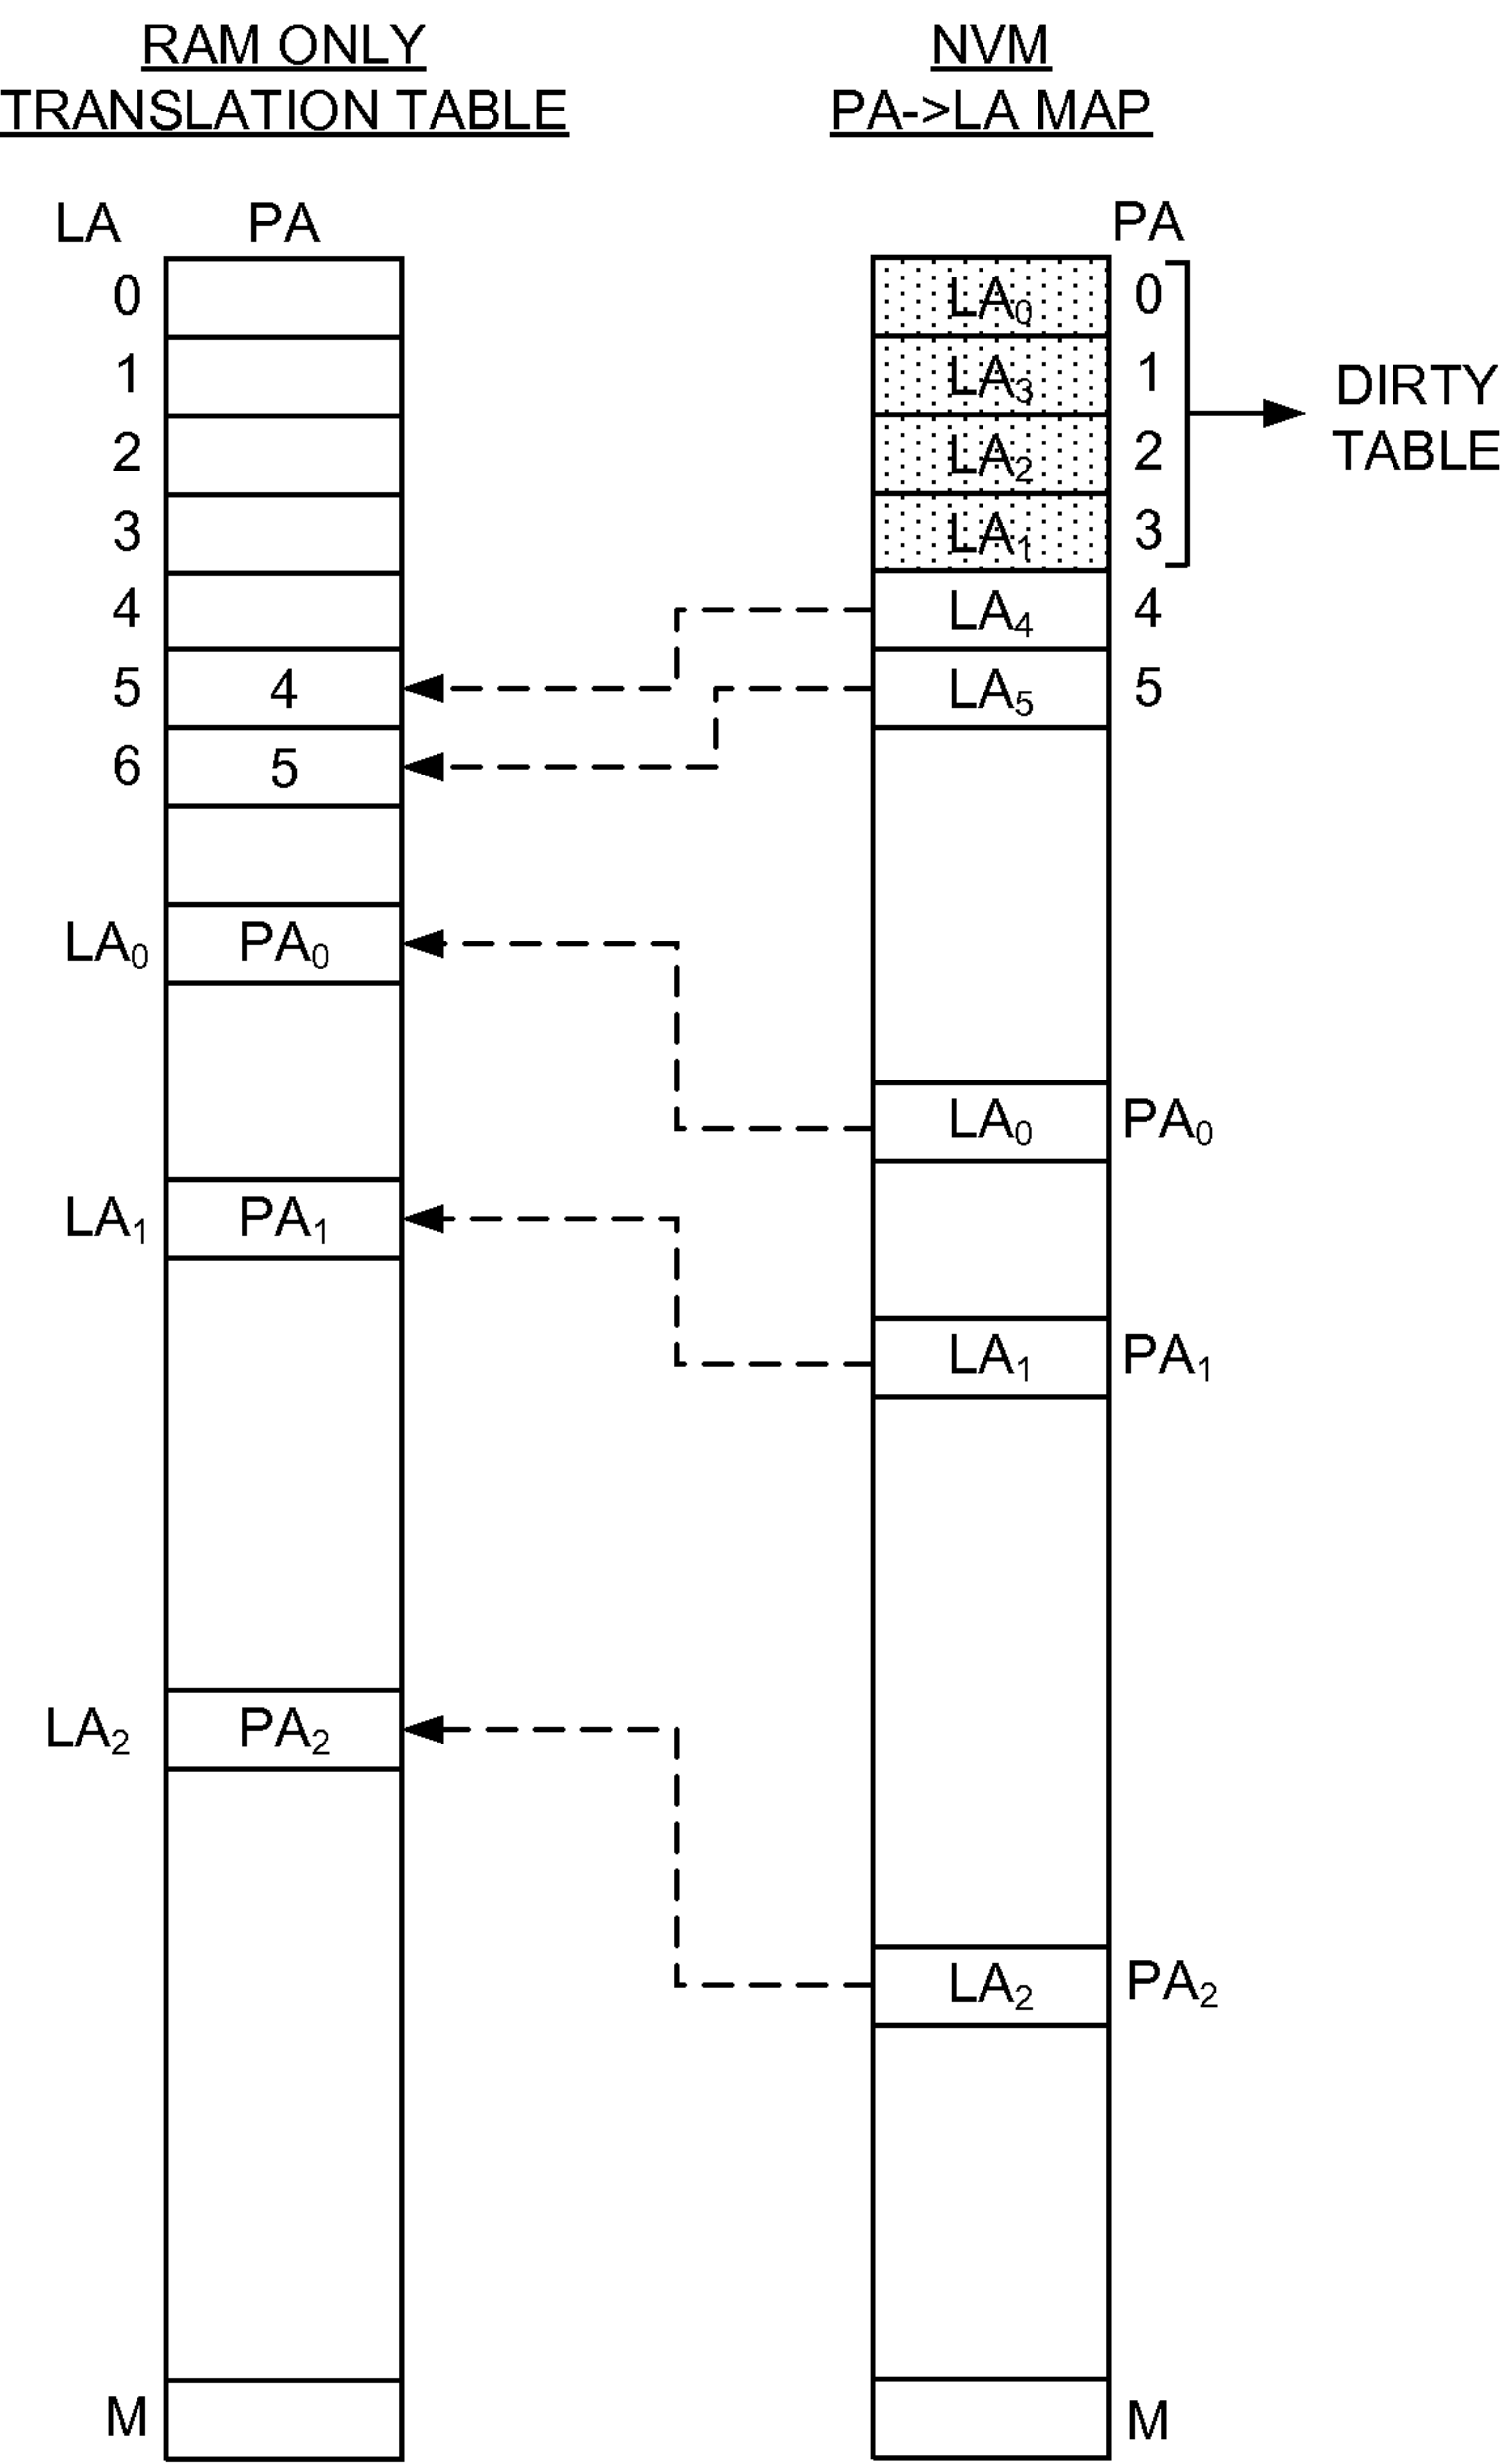 RAM ONLY
TRANSLATION TABLE
NVM
PA->LA MAP
LA PA
PA
0 LA0 0
1 LA3 1
2 LA2 2
3 LA1 3
DIRTY
TABLE
4 LA4 4
5 4 LA5 5
6 5
LA0 PA0
LA0 PA0
LA1 PA1
LA1 PA1
LA2 PA2
LA2 PA2
M M